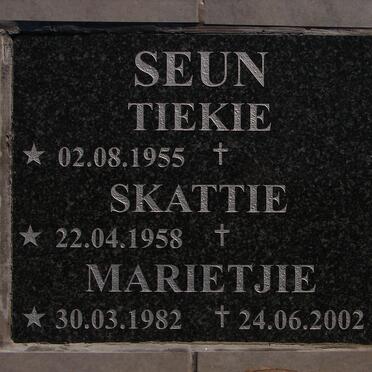 SEUN
TIEKIE
★ 02.08.1955 †
SKATTIE
★ 22.04.1958 †
MARIETJIE
★ 30.03.1982 † 24.06.2002